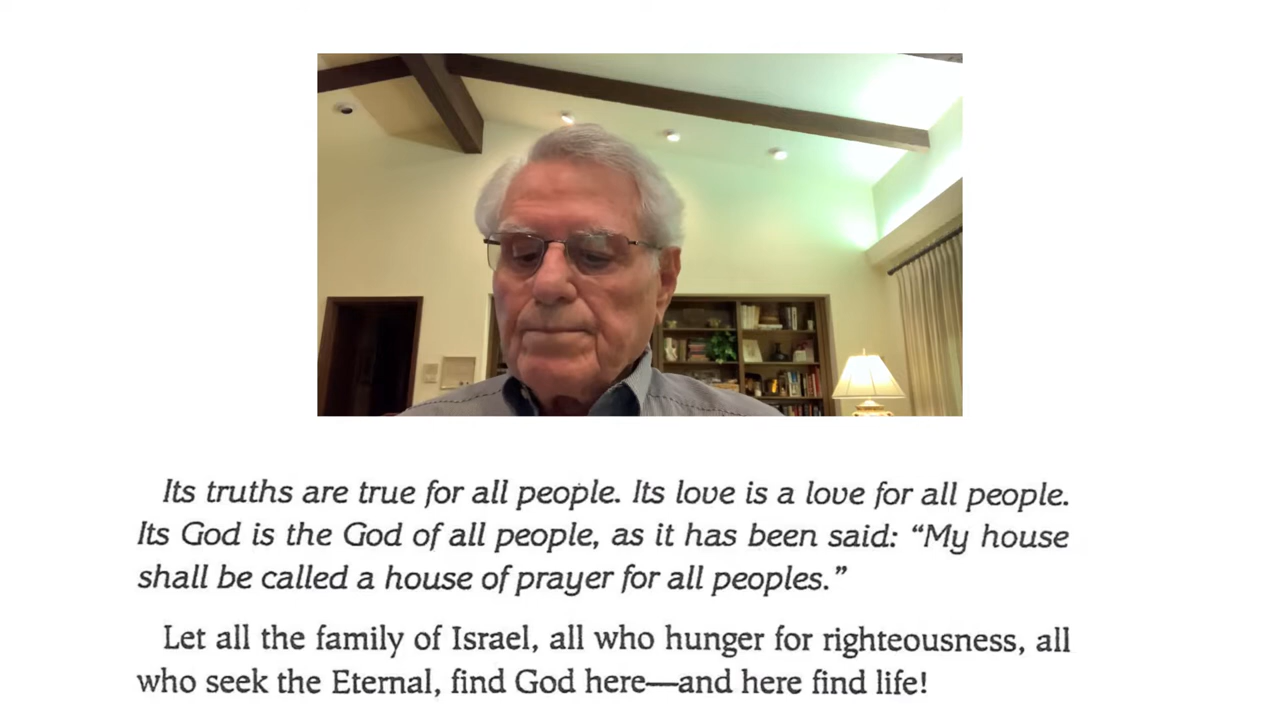 Its truths are true for all people. Its love is a love for all people.
Its God is the God of all people, as it has been said: “My house
shall be called a house of prayer for all peoples.”
Let all the family of Israel, all who hunger for righteousness, all
who seek the Eternal, find God here—and here find life!